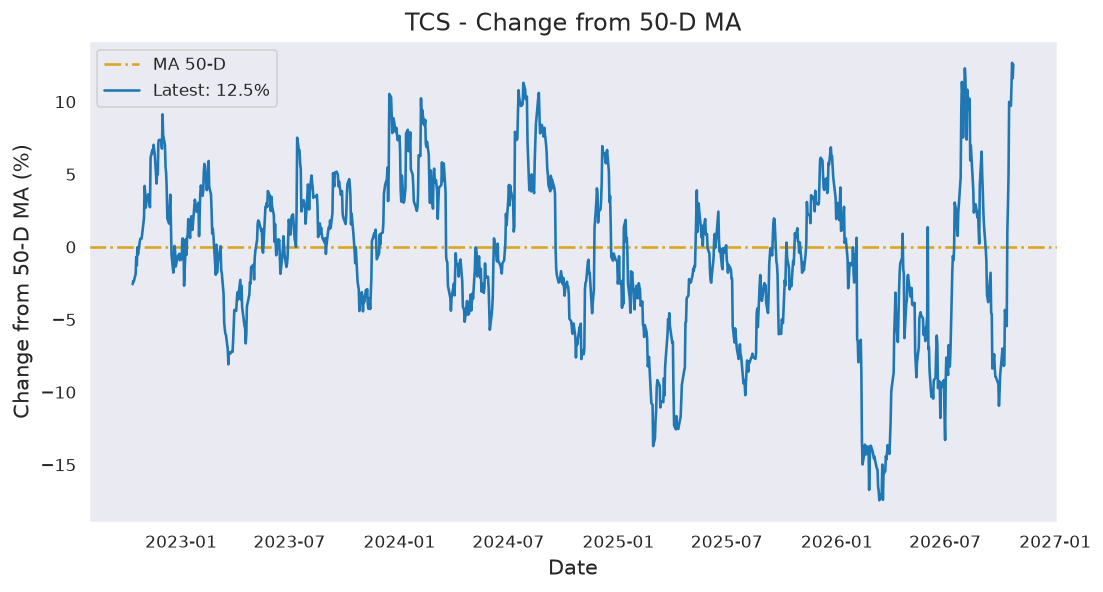 TCS - Change from 50-D MA
MA 50-D
Latest: 12.5%
Change from 50-D MA (%)
10
5
0
−5
−10
−15
2023-01 2023-07 2024-01 2024-07 2025-01 2025-07 2026-01 2026-07 2027-01
Date